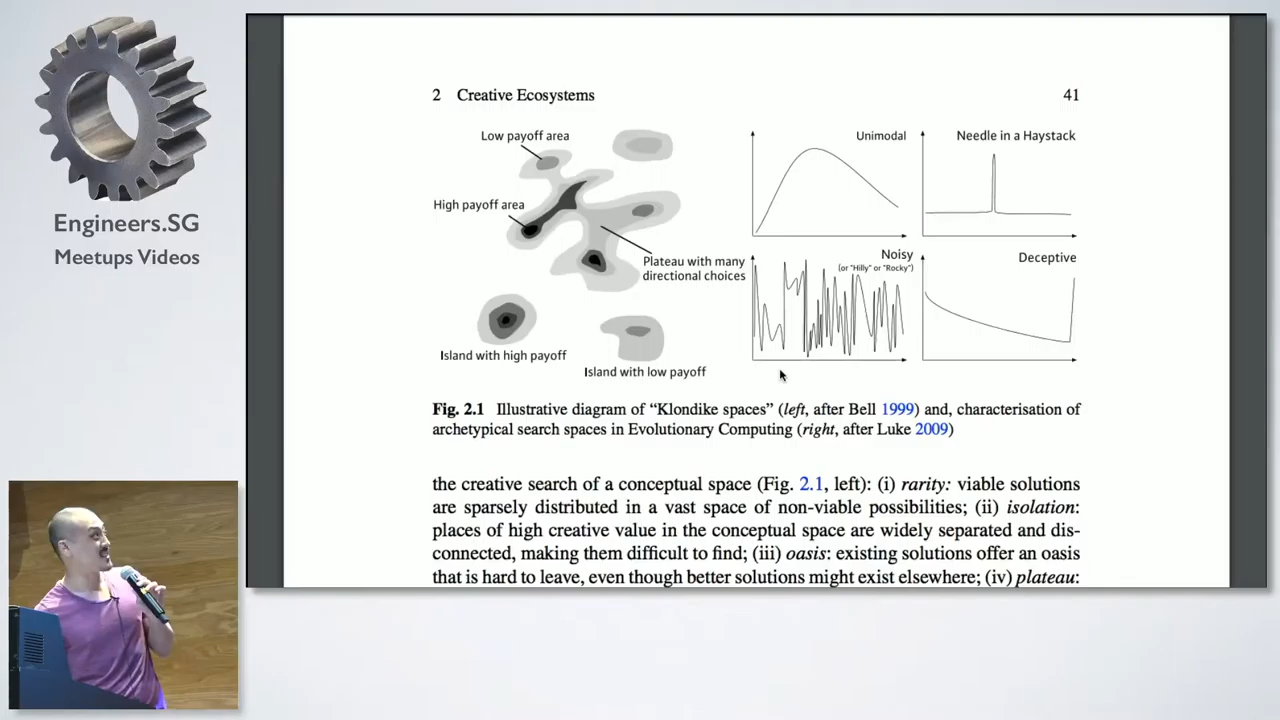 Engineers.SG
Meetups Videos
2 Creative Ecosystems 41
Low payoff area
High payoff area
Plateau with many
directional choices
Island with high payoff
Island with low payoff
Unimodal
Needle in a Haystack
Noisy
(or "Hilly" or "Rocky")
Deceptive
Fig. 2.1 Illustrative diagram of “Klondike spaces” (left, after Bell 1999) and, characterisation of
archetypical search spaces in Evolutionary Computing (right, after Luke 2009)
the creative search of a conceptual space (Fig. 2.1, left): (i) rarity: viable solutions
are sparsely distributed in a vast space of non-viable possibilities; (ii) isolation:
places of high creative value in the conceptual space are widely separated and dis-
connected, making them difficult to find; (iii) oasis: existing solutions offer an oasis
that is hard to leave, even though better solutions might exist elsewhere; (iv) plateau: